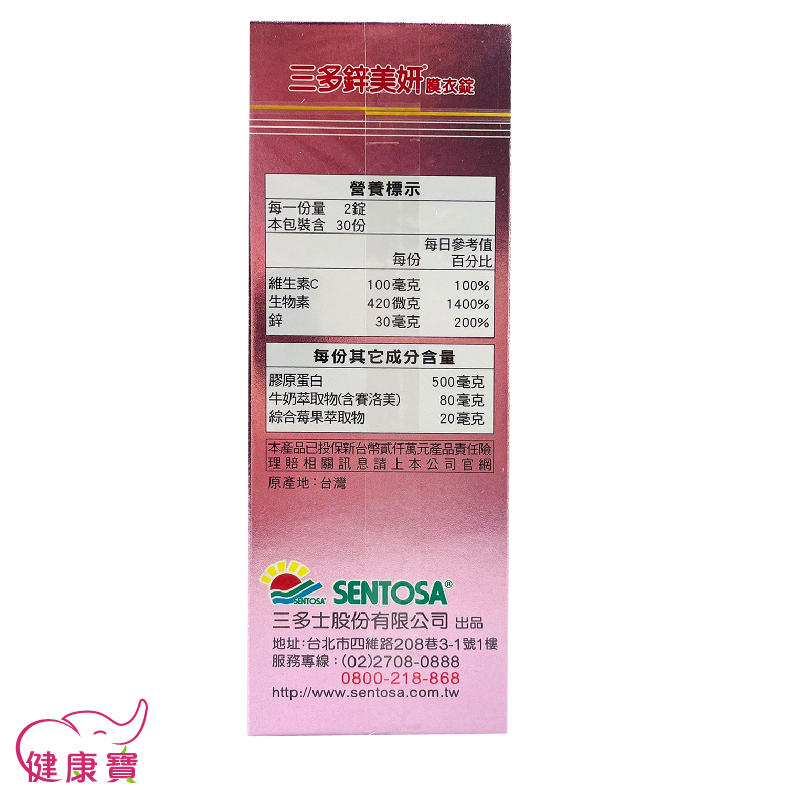 三多鋅美妍膜衣錠
營養標示
每一份量 2錠
本包裝含 30份
每日參考值
每份 百分比
維生素C 100毫克 100%
生物素 420微克 1400%
鋅 30毫克 200%
每份其它成分含量
膠原蛋白 500毫克
牛奶萃取物(含賽洛美) 80毫克
綜合莓果萃取物 20毫克
本產品已投保新台幣貳仟萬元產品責任險
理賠相關訊息請上本公司官網
原產地：台灣
SENTOSA SENTOSA®
三多士股份有限公司 出品
地址:台北市四維路208巷3-1號1樓
服務專線：(02)2708-0888
0800-218-868
http://www.sentosa.com.tw
健康寶